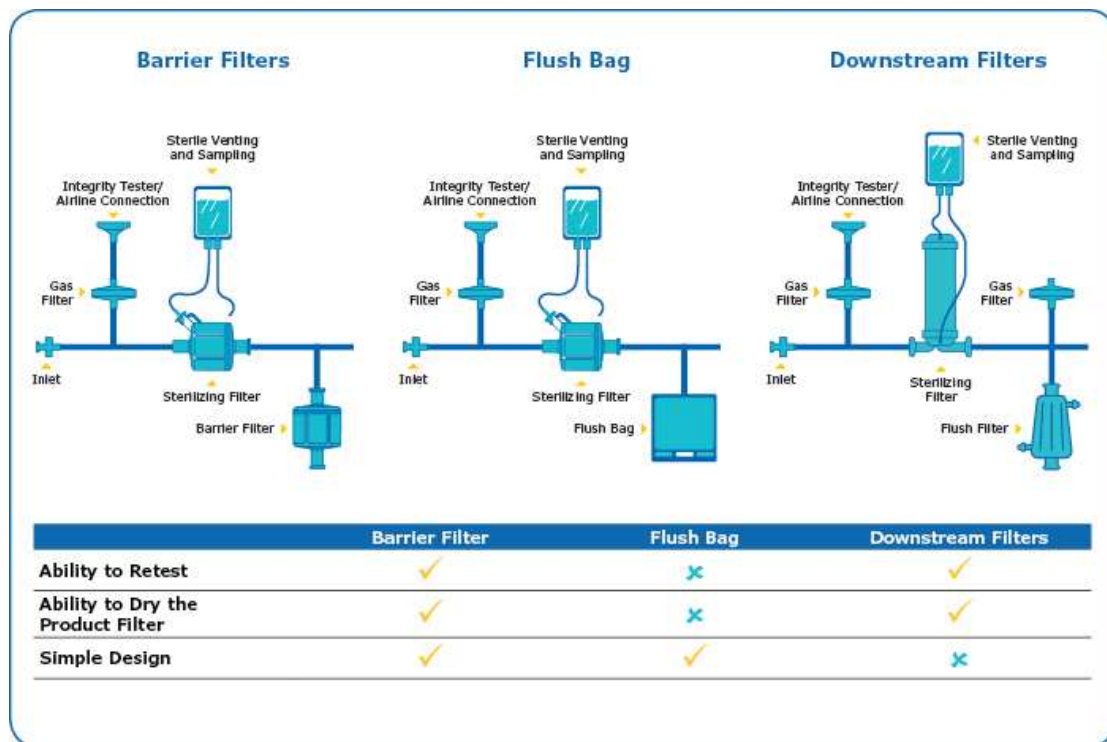 Barrier Filters
Sterile Venting
and Sampling
Integrity Tester/
Airline Connection
Gas
Filter
Inlet
Sterilizing Filter
Barrier Filter
Flush Bag
Sterile Venting
and Sampling
Integrity Tester/
Airline Connection
Gas
Filter
Inlet
Sterilizing Filter
Flush Bag
Downstream Filters
Sterile Venting
and Sampling
Integrity Tester/
Airline Connection
Gas
Filter
Gas
Filter
Inlet
Sterilizing
Filter
Flush Filter
Barrier Filter Flush Bag Downstream Filters
Ability to Retest
Ability to Dry the
Product Filter
Simple Design